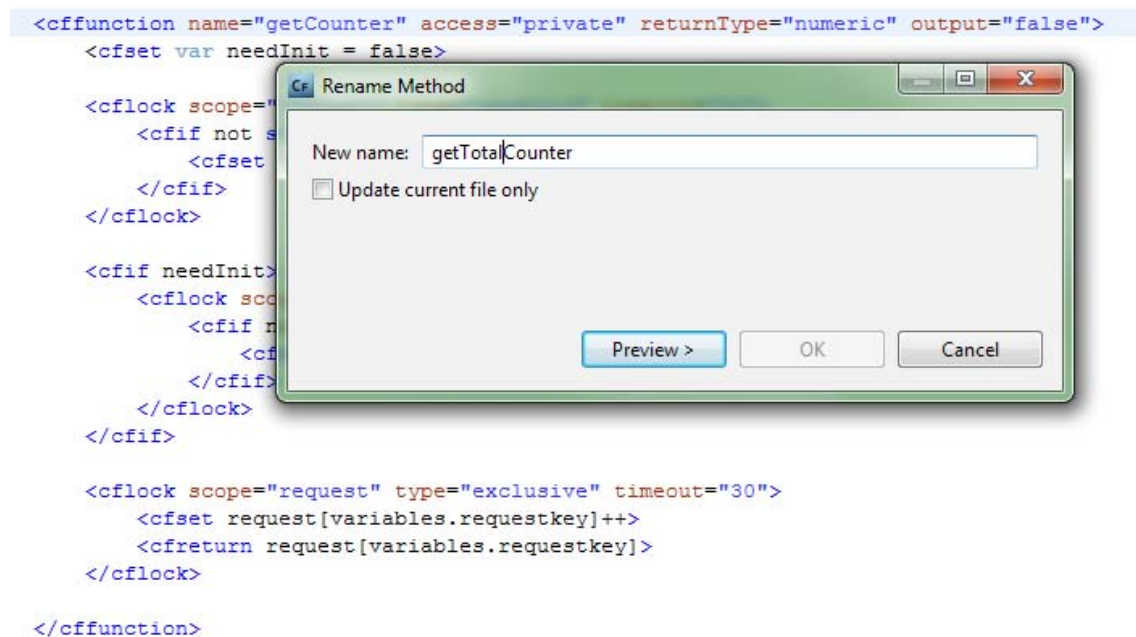 <cffunction name="getCounter" access="private" returnType="numeric" output="false">
<cfset var needInit = false>
CF Rename Method
<cflock scope="
<cfif not s
New name: getTotalCounter
<cfset
Update current file only
</cfif>
</cflock>
<cfif needInit>
<cflock sco
<cfif n
Preview > OK Cancel
<cf
</cfif>
</cflock>
</cfif>
<cflock scope="request" type="exclusive" timeout="30">
<cfset request[variables.requestkey]++>
<cfreturn request[variables.requestkey]>
</cflock>
</cffunction>